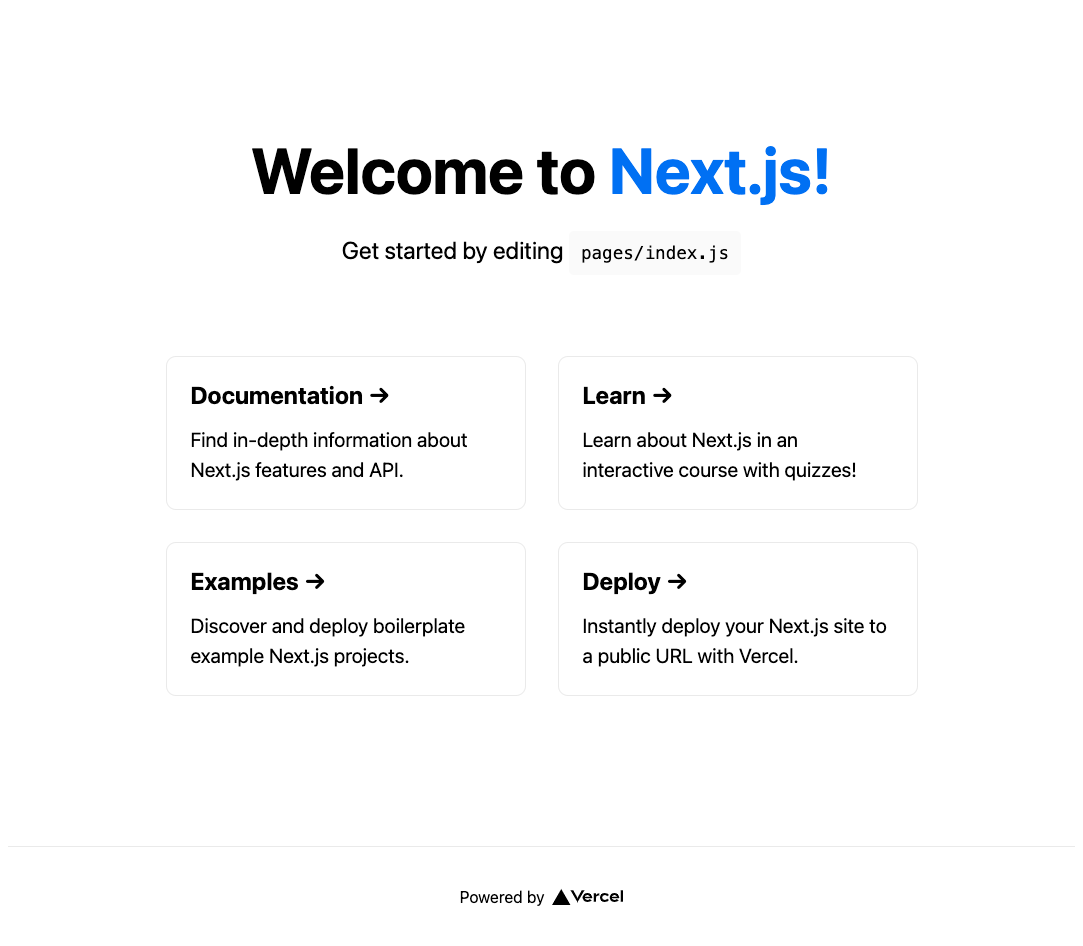 Welcome to Next.js!
Get started by editing pages/index.js
Documentation →
Find in-depth information about
Next.js features and API.
Learn →
Learn about Next.js in an
interactive course with quizzes!
Examples →
Discover and deploy boilerplate
example Next.js projects.
Deploy →
Instantly deploy your Next.js site to
a public URL with Vercel.
Powered by Vercel